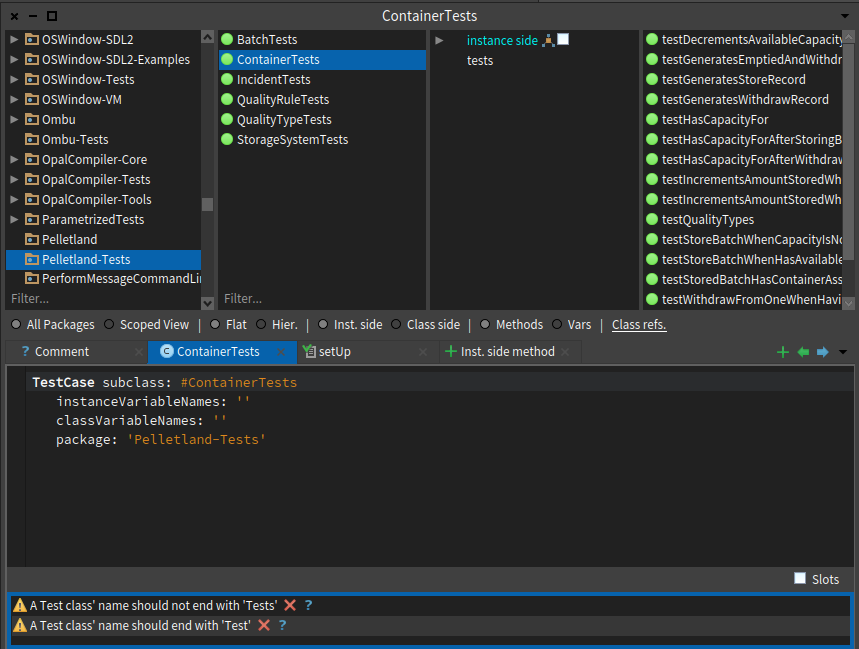 ContainerTests
OSWindow-SDL2
OSWindow-SDL2-Examples
OSWindow-Tests
OSWindow-VM
Ombu
Ombu-Tests
OpalCompiler-Core
OpalCompiler-Tests
OpalCompiler-Tools
ParametrizedTests
Pelletland
Pelletland-Tests
PerformMessageCommandLi
Filter...
BatchTests
ContainerTests
IncidentTests
QualityRuleTests
QualityTypeTests
StorageSystemTests
Filter...
instance side
tests
testDecrementsAvailableCapacity
testGeneratesEmptiedAndWithdr
testGeneratesStoreRecord
testGeneratesWithdrawRecord
testHasCapacityFor
testHasCapacityForAfterStoringB
testHasCapacityForAfterWithdraw
testIncrementsAmountStoredWh
testIncrementsAmountStoredWh
testQualityTypes
testStoreBatchWhenCapacityIsNo
testStoreBatchWhenHasAvailable
testStoredBatchHasContainerAss
testWithdrawFromOneWhenHavi
All Packages Scoped View | Flat Hier. | Inst. side Class side | Methods Vars | Class refs.
? Comment
C ContainerTests
setUp
Inst. side method
TestCase subclass: #ContainerTests
instanceVariableNames: ''
classVariableNames: ''
package: 'Pelletland-Tests'
Slots
A Test class' name should not end with 'Tests' ?
A Test class' name should end with 'Test' ?